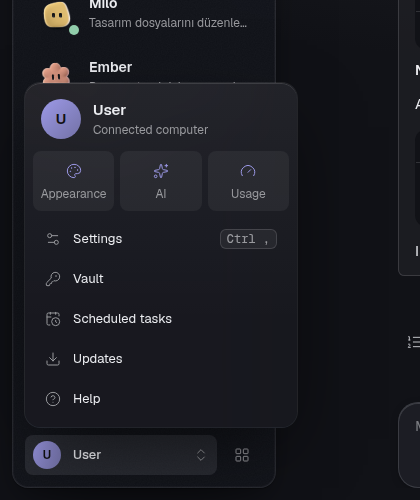 Milo
Tasarım dosyalarını düzenle...
Ember
U
User
Connected computer
Appearance
AI
Usage
Settings
Ctrl ,
Vault
Scheduled tasks
Updates
Help
U
User